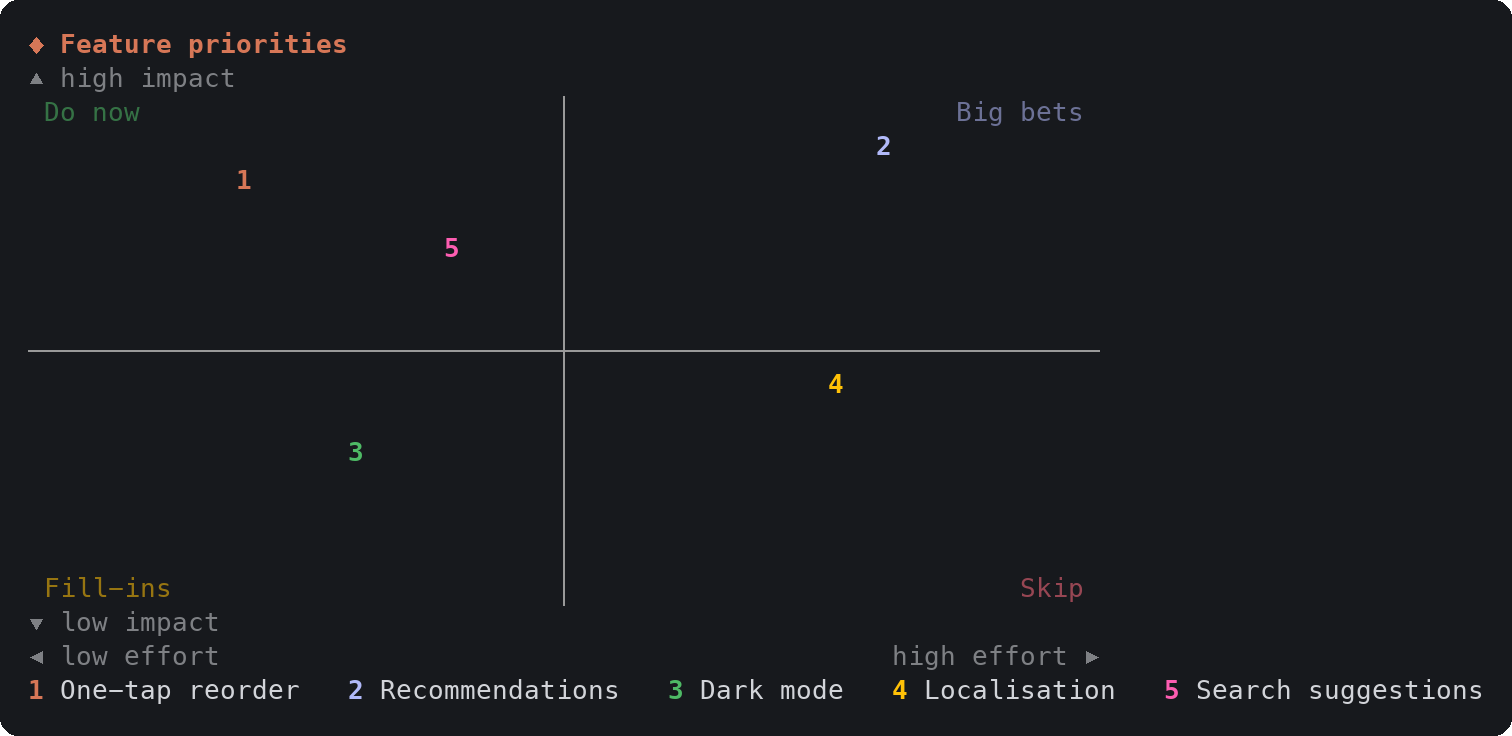 ♦ Feature priorities
▲ high impact
Do now Big bets
2
1
5
4
3
Fill−ins Skip
▼ low impact
◄ low effort high effort ►
1 One−tap reorder 2 Recommendations 3 Dark mode 4 Localisation 5 Search suggestions